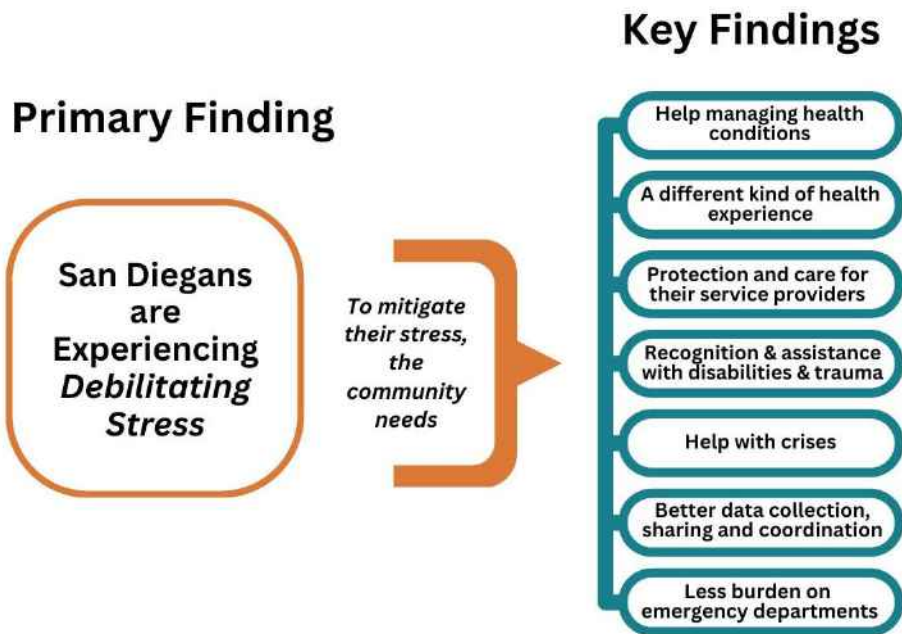 Primary Finding
San Diegans
are
Experiencing
Debilitating
Stress
To mitigate
their stress,
the
community
needs
Key Findings
Help managing health
conditions
A different kind of health
experience
Protection and care for
their service providers
Recognition & assistance
with disabilities & trauma
Help with crises
Better data collection,
sharing and coordination
Less burden on
emergency departments